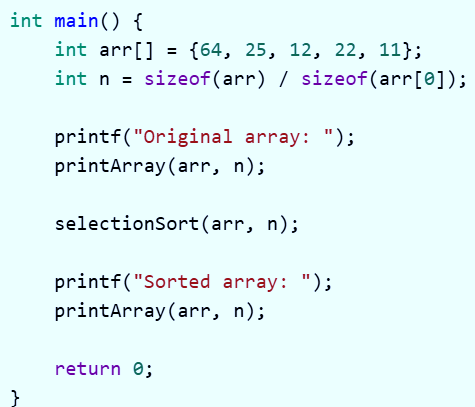 int main() {
    int arr[] = {64, 25, 12, 22, 11};
    int n = sizeof(arr) / sizeof(arr[0]);

    printf("Original array: ");
    printArray(arr, n);

    selectionSort(arr, n);

    printf("Sorted array: ");
    printArray(arr, n);

    return 0;
}